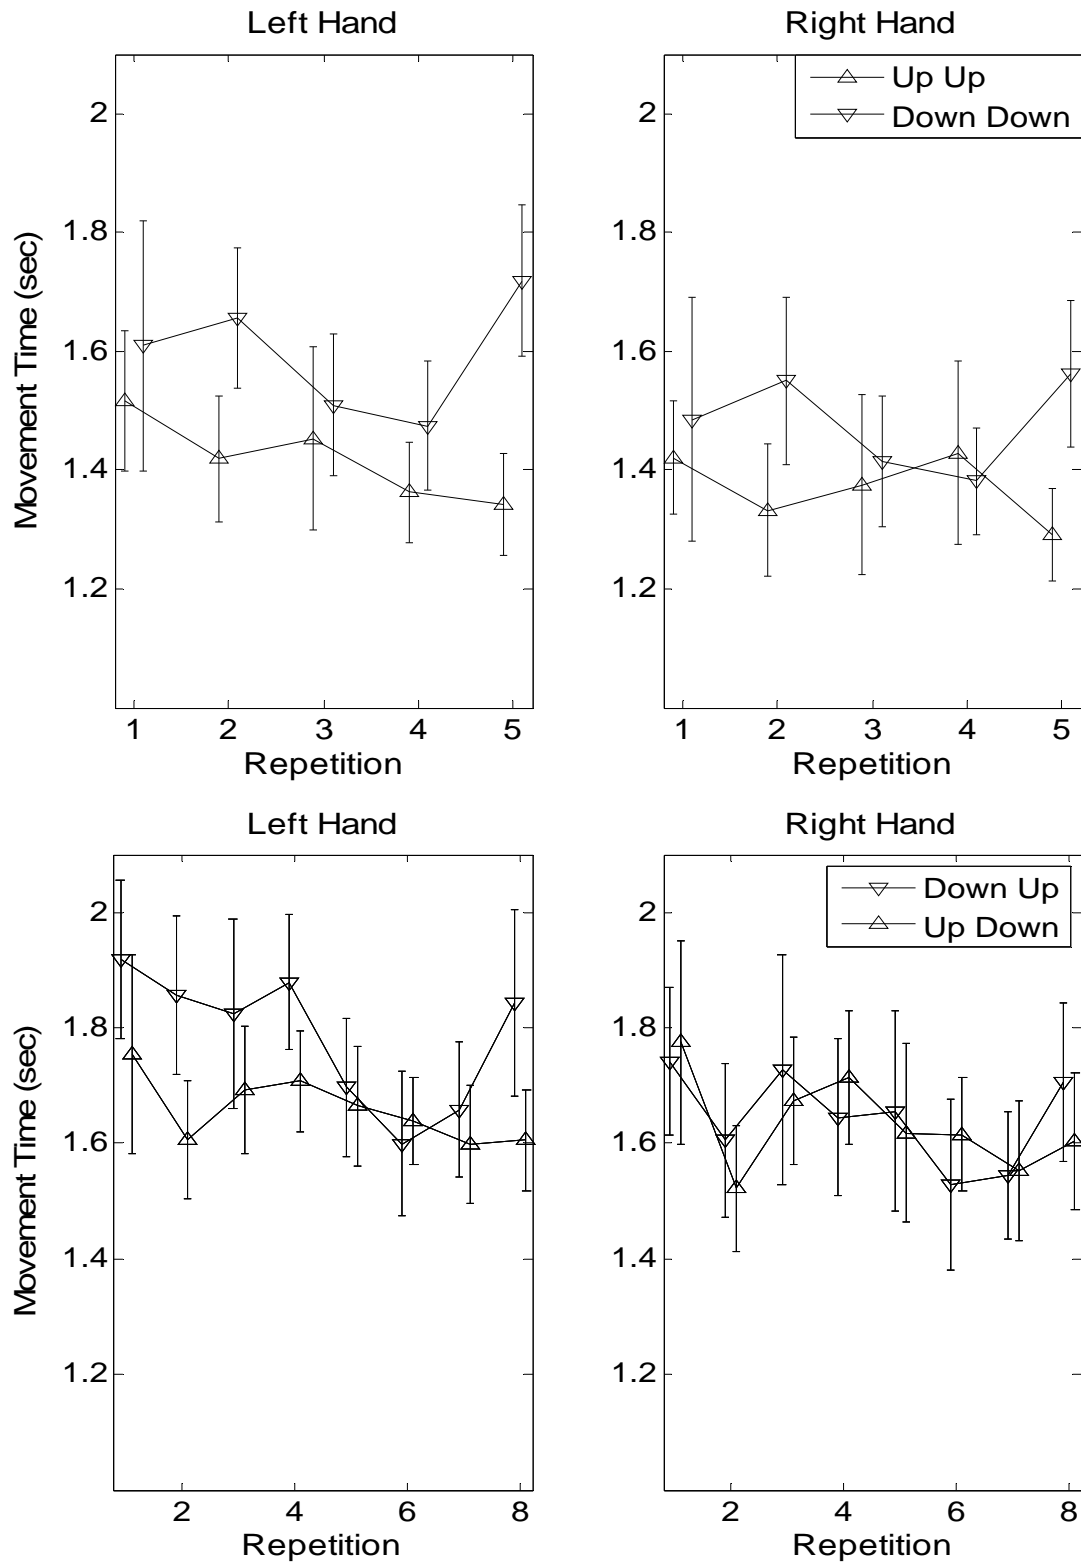 Left Hand
Right Hand
Up Up
Down Down
2
1.8
1.6
1.4
1.2
Movement Time (sec)
1 2 3 4 5
Repetition
2
1.8
1.6
1.4
1.2
1 2 3 4 5
Repetition
Left Hand
Right Hand
Down Up
Up Down
2
1.8
1.6
1.4
1.2
Movement Time (sec)
2 4 6 8
Repetition
2
1.8
1.6
1.4
1.2
2 4 6 8
Repetition